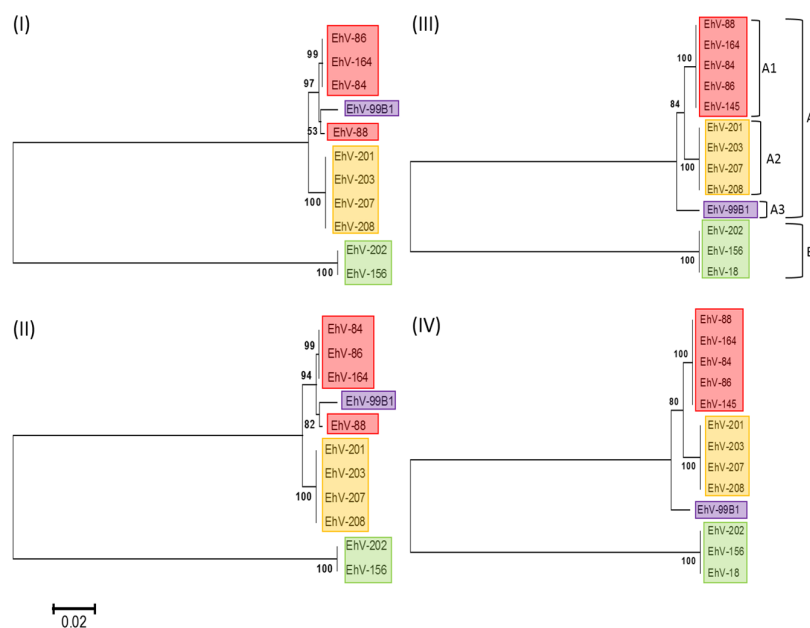 (I)
EhV-86
99
EhV-164
EhV-84
97
EhV-99B1
53
EhV-88
EhV-201
EhV-203
100
EhV-207
EhV-208
EhV-202
100
EhV-156
(II)
EhV-84
99
EhV-86
94
EhV-164
EhV-99B1
82
EhV-88
EhV-201
EhV-203
100
EhV-207
EhV-208
EhV-202
100
EhV-156
0.02
(III)
EhV-88
EhV-164
100
EhV-84
A1
EhV-86
84
EhV-145
A
EhV-201
EhV-203
A2
100
EhV-207
EhV-208
EhV-99B1
A3
EhV-202
EhV-156
100
EhV-18
(IV)
EhV-88
EhV-164
100
EhV-84
EhV-86
80
EhV-145
EhV-201
EhV-203
100
EhV-207
EhV-208
EhV-99B1
EhV-202
EhV-156
100
EhV-18